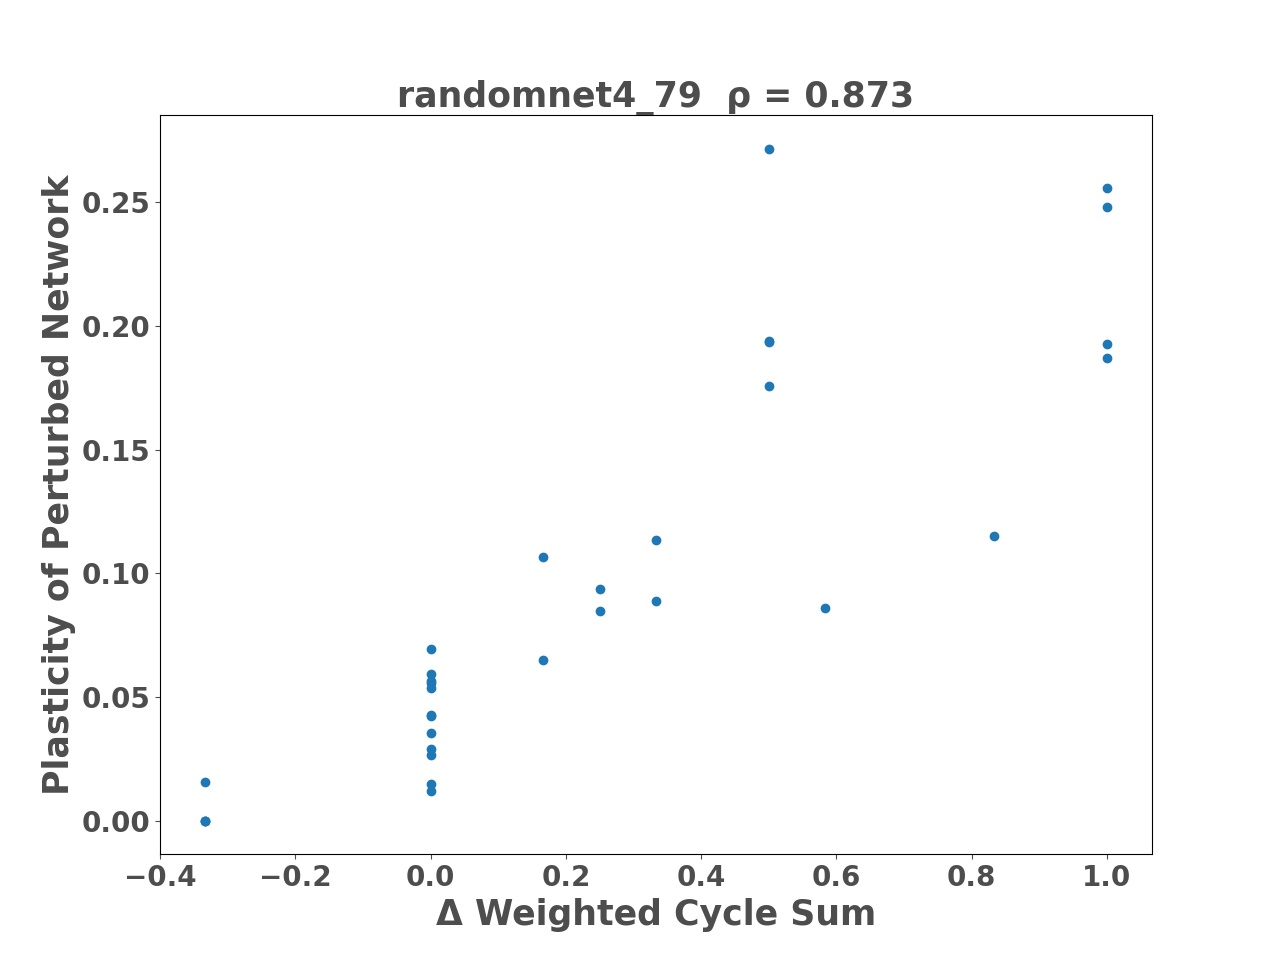 randomnet4_79 ρ = 0.873
Plasticity of Perturbed Network
0.25
0.20
0.15
0.10
0.05
0.00
−0.4 −0.2 0.0 0.2 0.4 0.6 0.8 1.0
Δ Weighted Cycle Sum